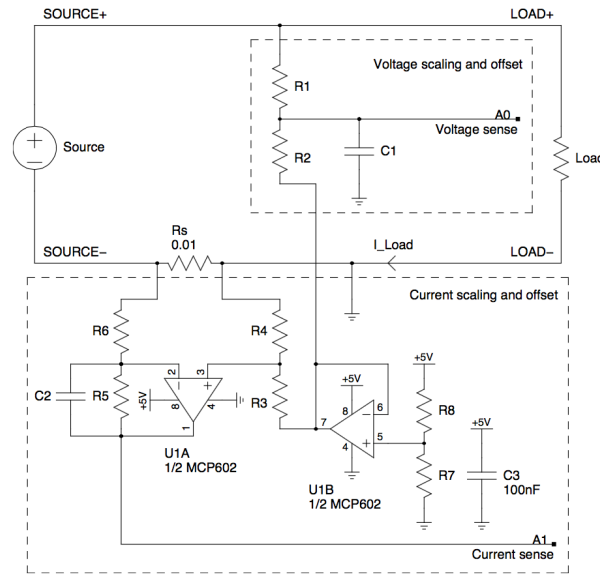 SOURCE+
LOAD+
Voltage scaling and offset
R1
A0
Voltage sense
+
Source
R2
C1
Rs
0.01
I_Load
SOURCE−
LOAD−
Current scaling and offset
R6
R4
+5V
2
3
−
+
+5V
6
−
R8
+5V
C2
R5
+5V
8
4
R3
8
7
+
5
4
1
U1A
1/2 MCP602
R7
C3
100nF
U1B
1/2 MCP602
A1
Current sense